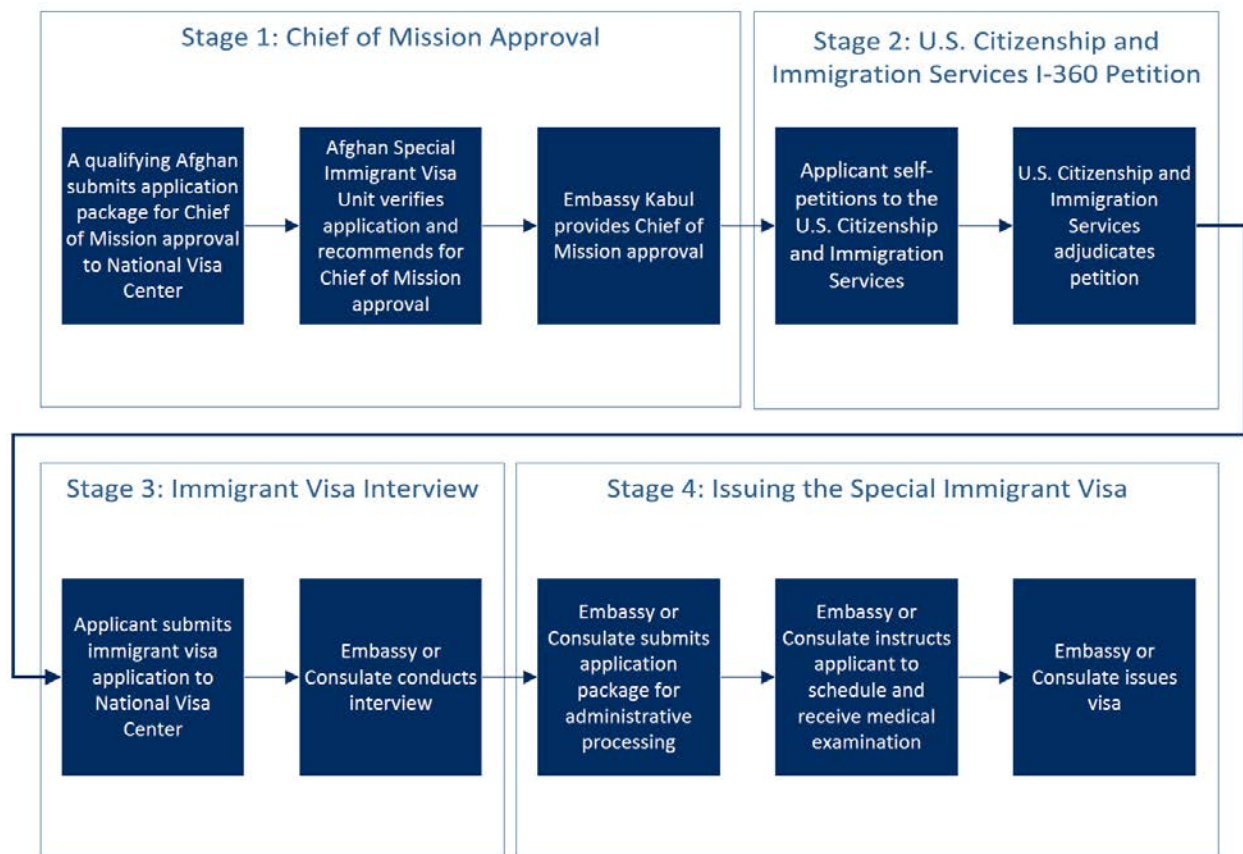 Stage 1: Chief of Mission Approval
A qualifying Afghan
submits application
package for Chief
of Mission approval
to National Visa
Center
Afghan Special
Immigrant Visa
Unit verifies
application and
recommends for
Chief of Mission
approval
Embassy Kabul
provides Chief of
Mission approval
Stage 2: U.S. Citizenship and
Immigration Services I-360 Petition
Applicant self-
petitions to the
U.S. Citizenship
and Immigration
Services
U.S. Citizenship and
Immigration
Services
adjudicates
petition
Stage 3: Immigrant Visa Interview
Applicant submits
immigrant visa
application to
National Visa
Center
Embassy or
Consulate conducts
interview
Stage 4: Issuing the Special Immigrant Visa
Embassy or
Consulate submits
application
package for
administrative
processing
Embassy or
Consulate instructs
applicant to
schedule and
receive medical
examination
Embassy or
Consulate issues
visa